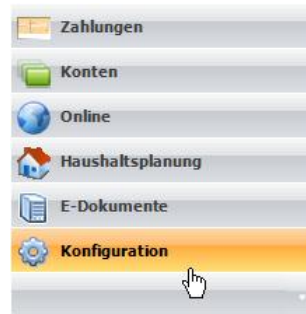 Zahlungen
Konten
Online
Haushaltsplanung
E-Dokumente
Konfiguration